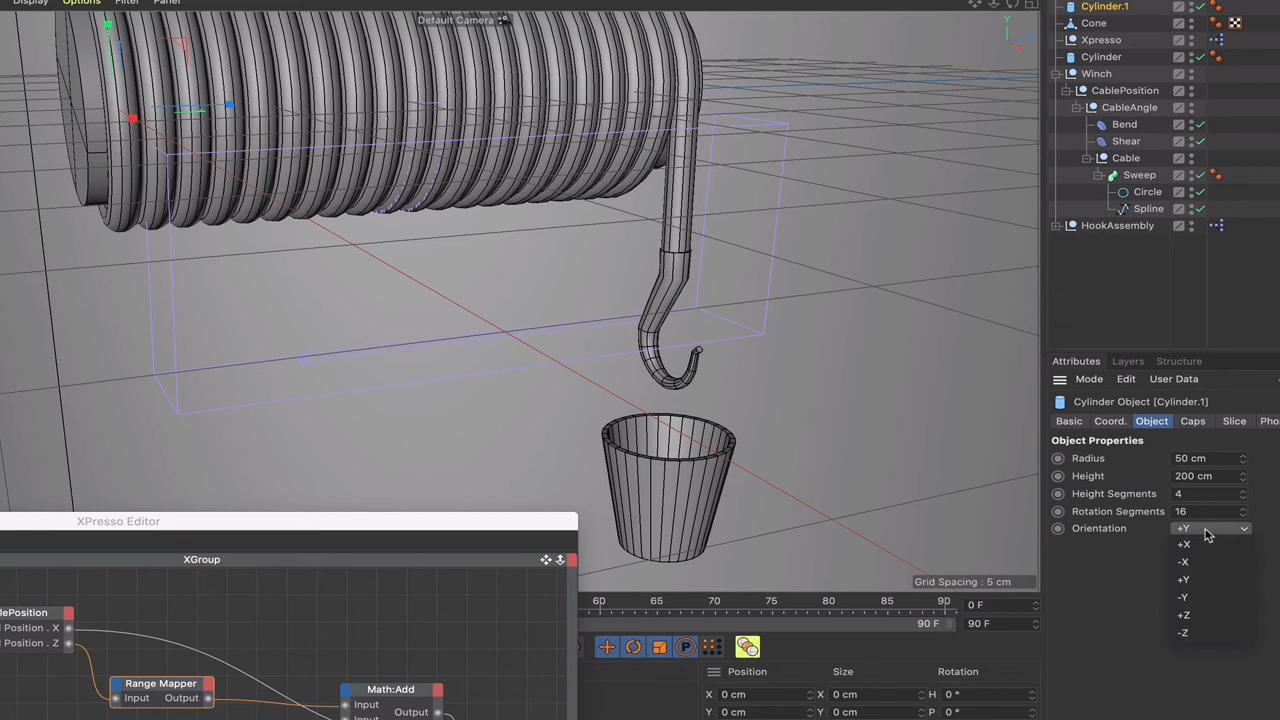 Display Options Filter Panel
Default Camera
Y
Grid Spacing : 5 cm
Cylinder.1
Cone
Xpresso
Cylinder
Winch
CablePosition
CableAngle
Bend
Shear
Cable
Sweep
Circle
Spline
HookAssembly
Attributes Layers Structure
Mode Edit User Data
Cylinder Object [Cylinder.1]
Basic Coord. Object Caps Slice Pho
Object Properties
Radius 50 cm
Height 200 cm
Height Segments 4
Rotation Segments 16
Orientation +Y
+X
-X
+Y
-Y
+Z
-Z
XPresso Editor
XGroup
lePosition
Position . X
Position . Z
Range Mapper
Input Output
Math:Add
Input
Output
60 65 70 75 80 85 90
0 F
90 F 90 F
P
Position Size Rotation
X 0 cm X 0 cm H 0 °
Y 0 cm Y 0 cm P 0 °